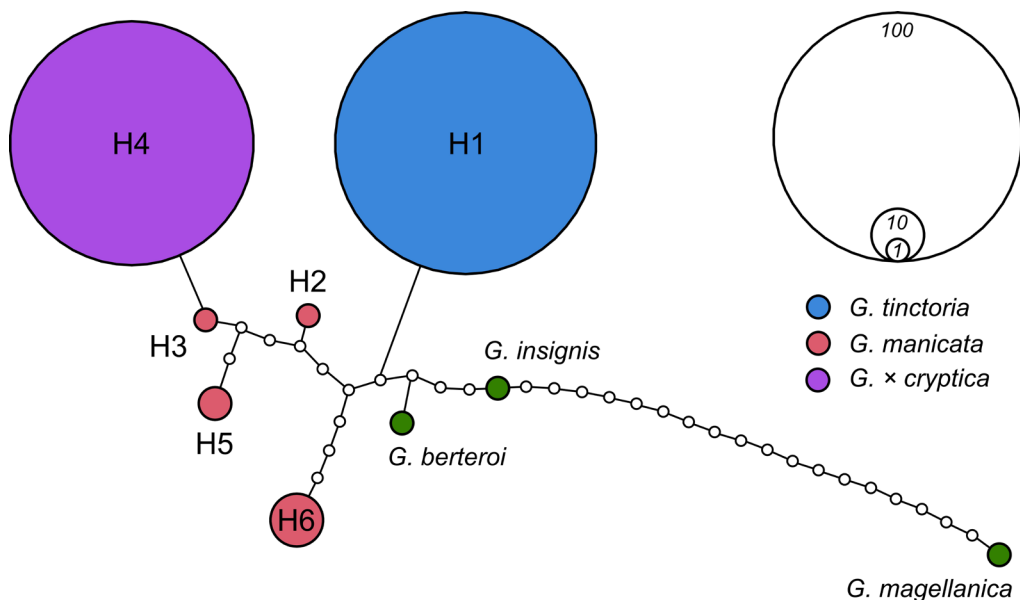 100
H4
H1
10
1
H2
G. tinctoria
H3
G. manicata
G. insignis
G. × cryptica
H5
G. berteroi
H6
G. magellanica